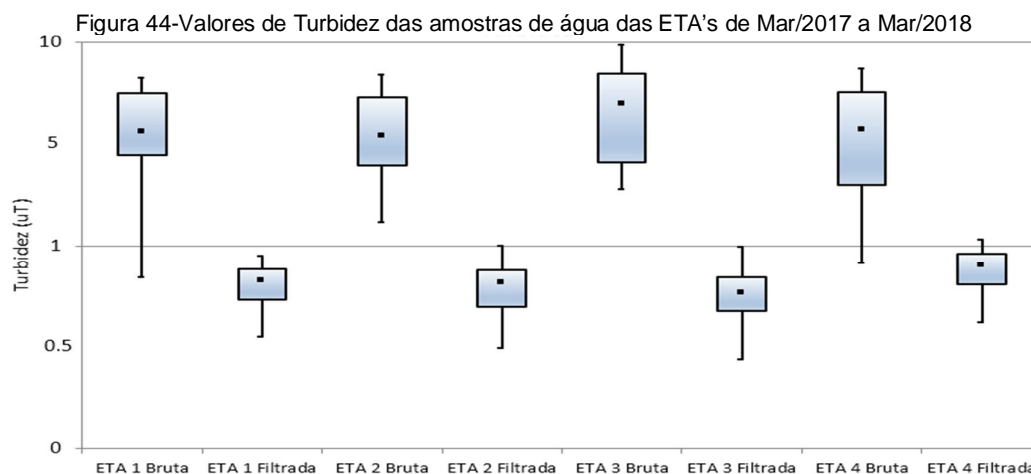 Figura 44-Valores de Turbidez das amostras de água das ETA's de Mar/2017 a Mar/2018
10
5
1
0.5
0
Turbidez (uT)
ETA 1 Bruta ETA 1 Filtrada ETA 2 Bruta ETA 2 Filtrada ETA 3 Bruta ETA 3 Filtrada ETA 4 Bruta ETA 4 Filtrada